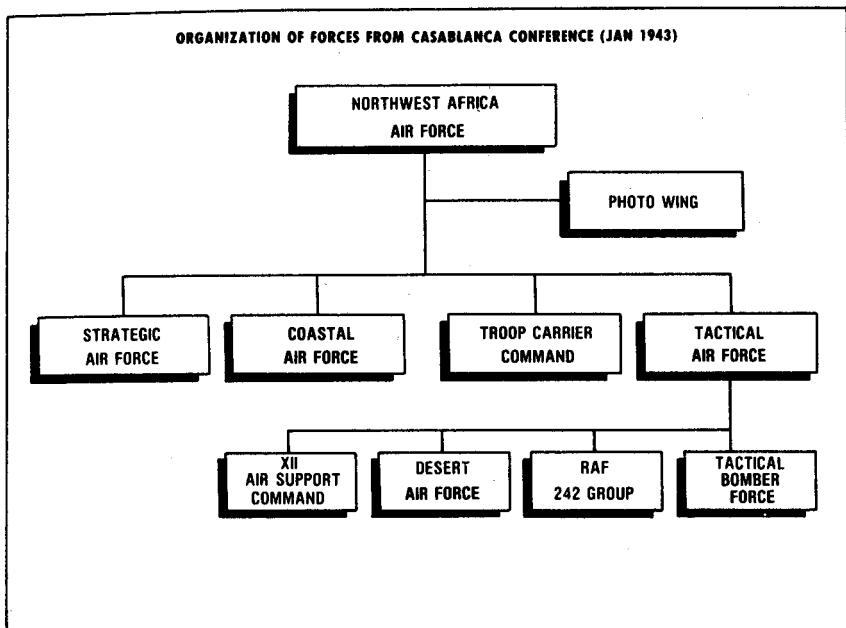 ORGANIZATION OF FORCES FROM CASABLANCA CONFERENCE (JAN 1943)
NORTHWEST AFRICA
AIR FORCE
PHOTO WING
STRATEGIC
AIR FORCE
COASTAL
AIR FORCE
TROOP CARRIER
COMMAND
TACTICAL
AIR FORCE
XII
AIR SUPPORT
COMMAND
DESERT
AIR FORCE
RAF
242 GROUP
TACTICAL
BOMBER
FORCE